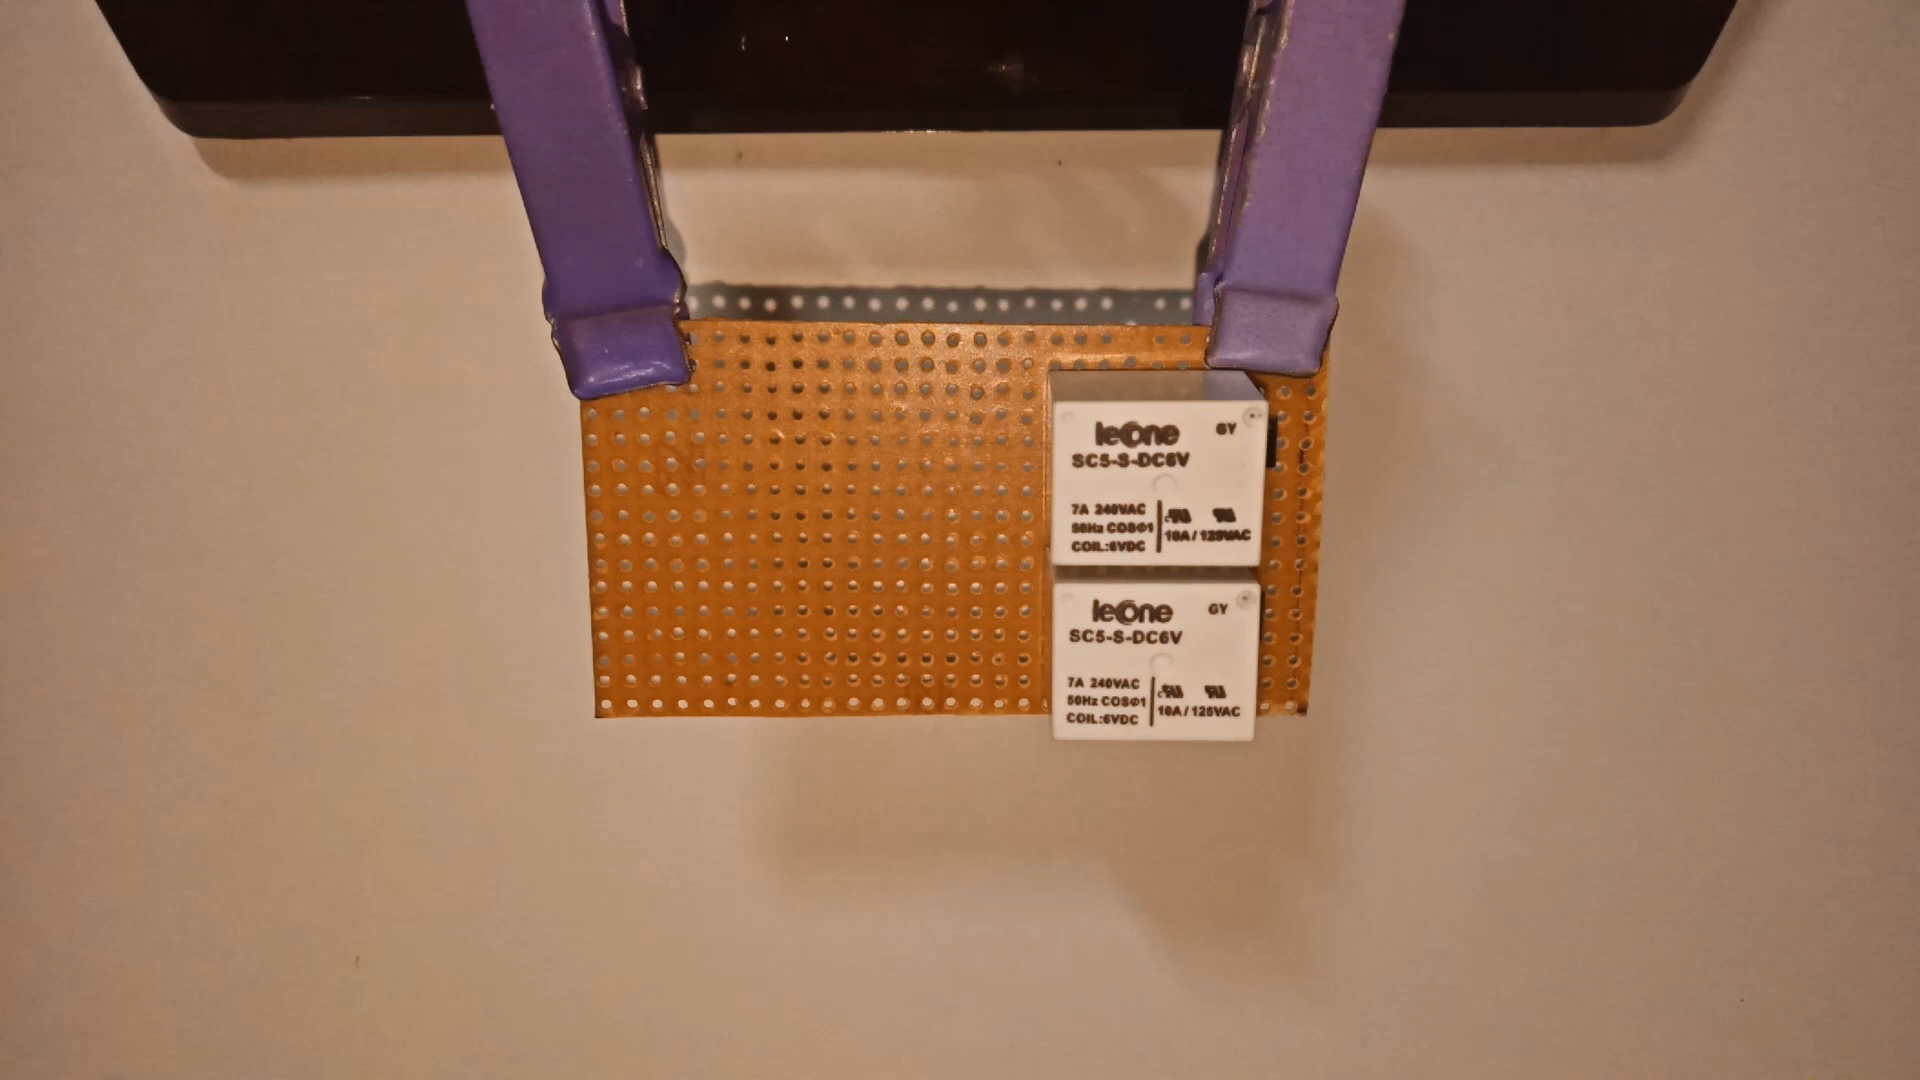 leone GY
SC5-S-DC6V
7A 240VAC
50Hz COSΦ1
COIL:6VDC
10A / 125VAC
leone GY
SC5-S-DC6V
7A 240VAC
50Hz COSΦ1
COIL:6VDC
10A / 125VAC